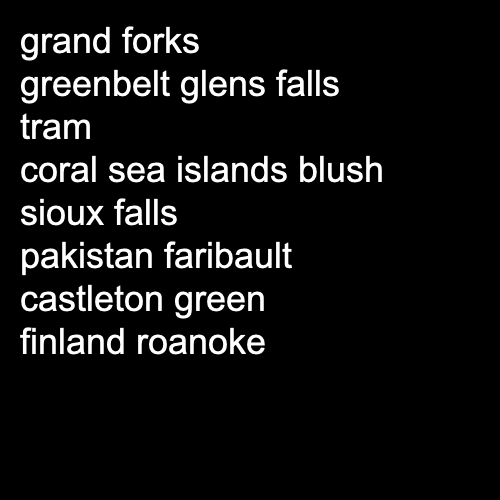 grand forks
greenbelt glens falls
tram
coral sea islands blush
sioux falls
pakistan faribault
castleton green
finland roanoke